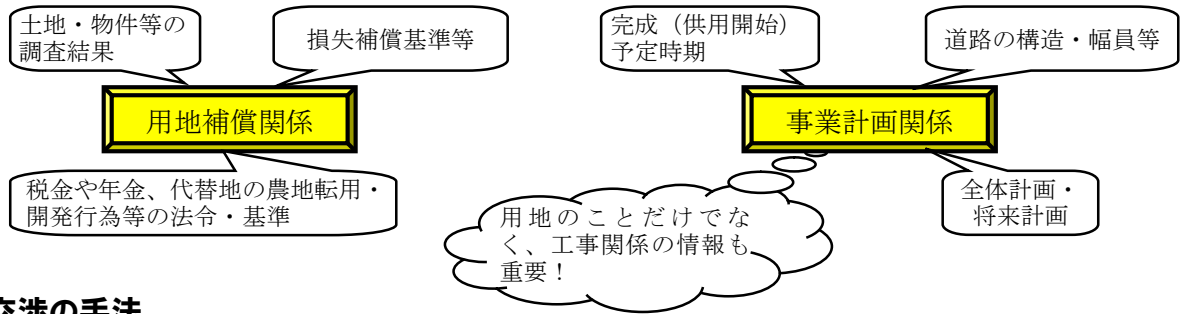 土地・物件等の
調査結果
損失補償基準等
完成（供用開始）
予定時期
道路の構造・幅員等
用地補償関係
事業計画関係
税金や年金、代替地の農地転用・
開発行為等の法令・基準
全体計画・
将来計画
用地のことだけでな
く、工事関係の情報も
重要！
交渉の手法